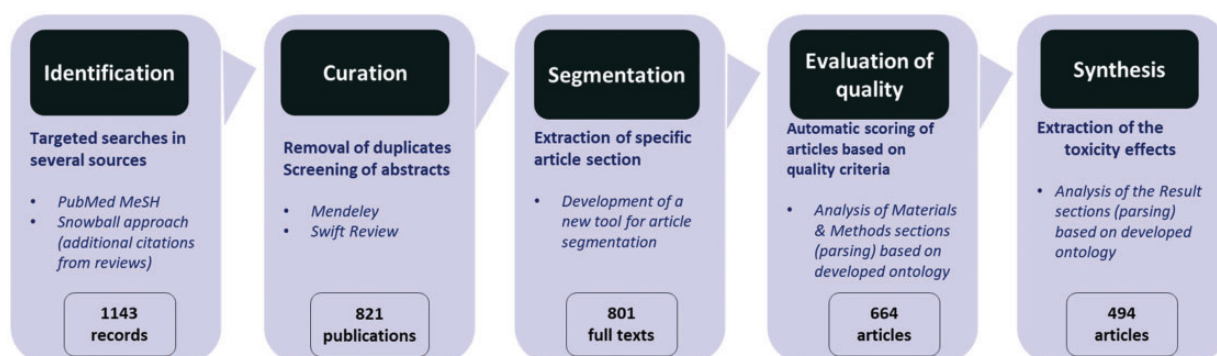 Identification
Targeted searches in
several sources
• PubMed MeSH
• Snowball approach
(additional citations
from reviews)
1143
records
Curation
Removal of duplicates
Screening of abstracts
• Mendeley
• Swift Review
821
publications
Segmentation
Extraction of specific
article section
• Development of a
new tool for article
segmentation
801
full texts
Evaluation of
quality
Automatic scoring of
articles based on
quality criteria
• Analysis of Materials
& Methods sections
(parsing) based on
developed ontology
664
articles
Synthesis
Extraction of the
toxicity effects
• Analysis of the Result
sections (parsing)
based on developed
ontology
494
articles